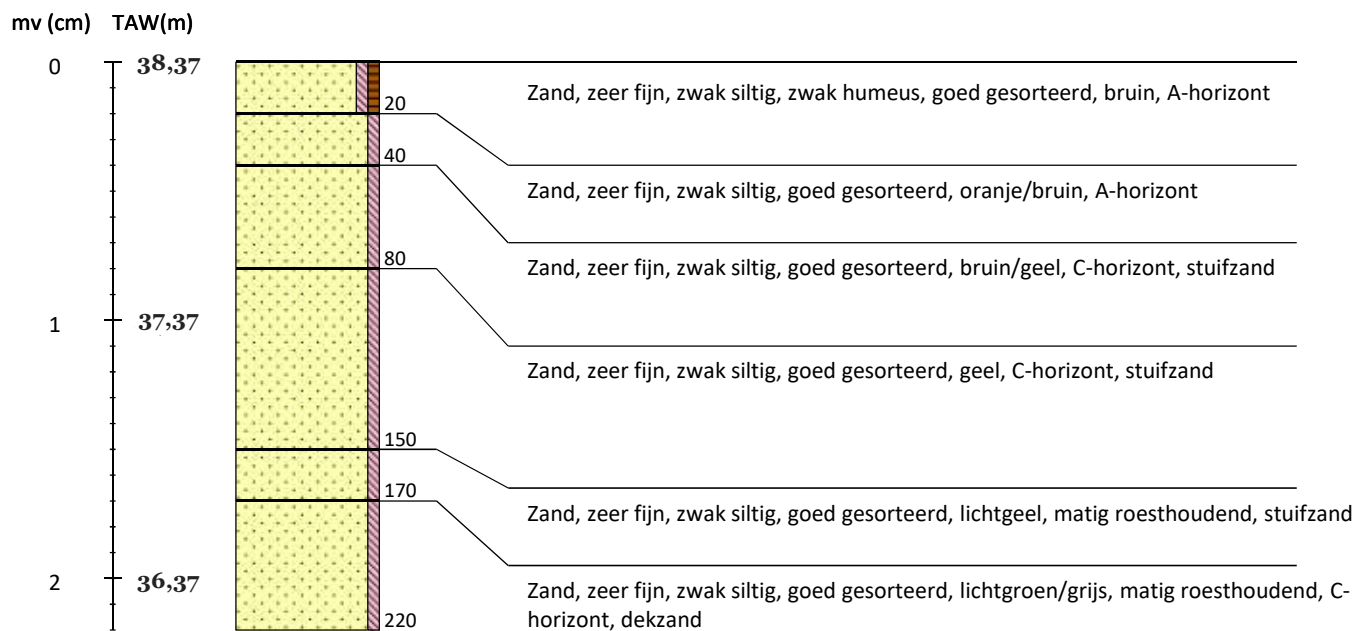 mv (cm) TAW(m)
0 38,37
Zand, zeer fijn, zwak siltig, zwak humeus, goed gesorteerd, bruin, A-horizont
20
40
Zand, zeer fijn, zwak siltig, goed gesorteerd, oranje/bruin, A-horizont
80
Zand, zeer fijn, zwak siltig, goed gesorteerd, bruin/geel, C-horizont, stuifzand
1 37,37
Zand, zeer fijn, zwak siltig, goed gesorteerd, geel, C-horizont, stuifzand
150
170
Zand, zeer fijn, zwak siltig, goed gesorteerd, lichtgeel, matig roesthoudend, stuifzand
2 36,37
Zand, zeer fijn, zwak siltig, goed gesorteerd, lichtgroen/grijs, matig roesthoudend, C-
horizont, dekzand
220